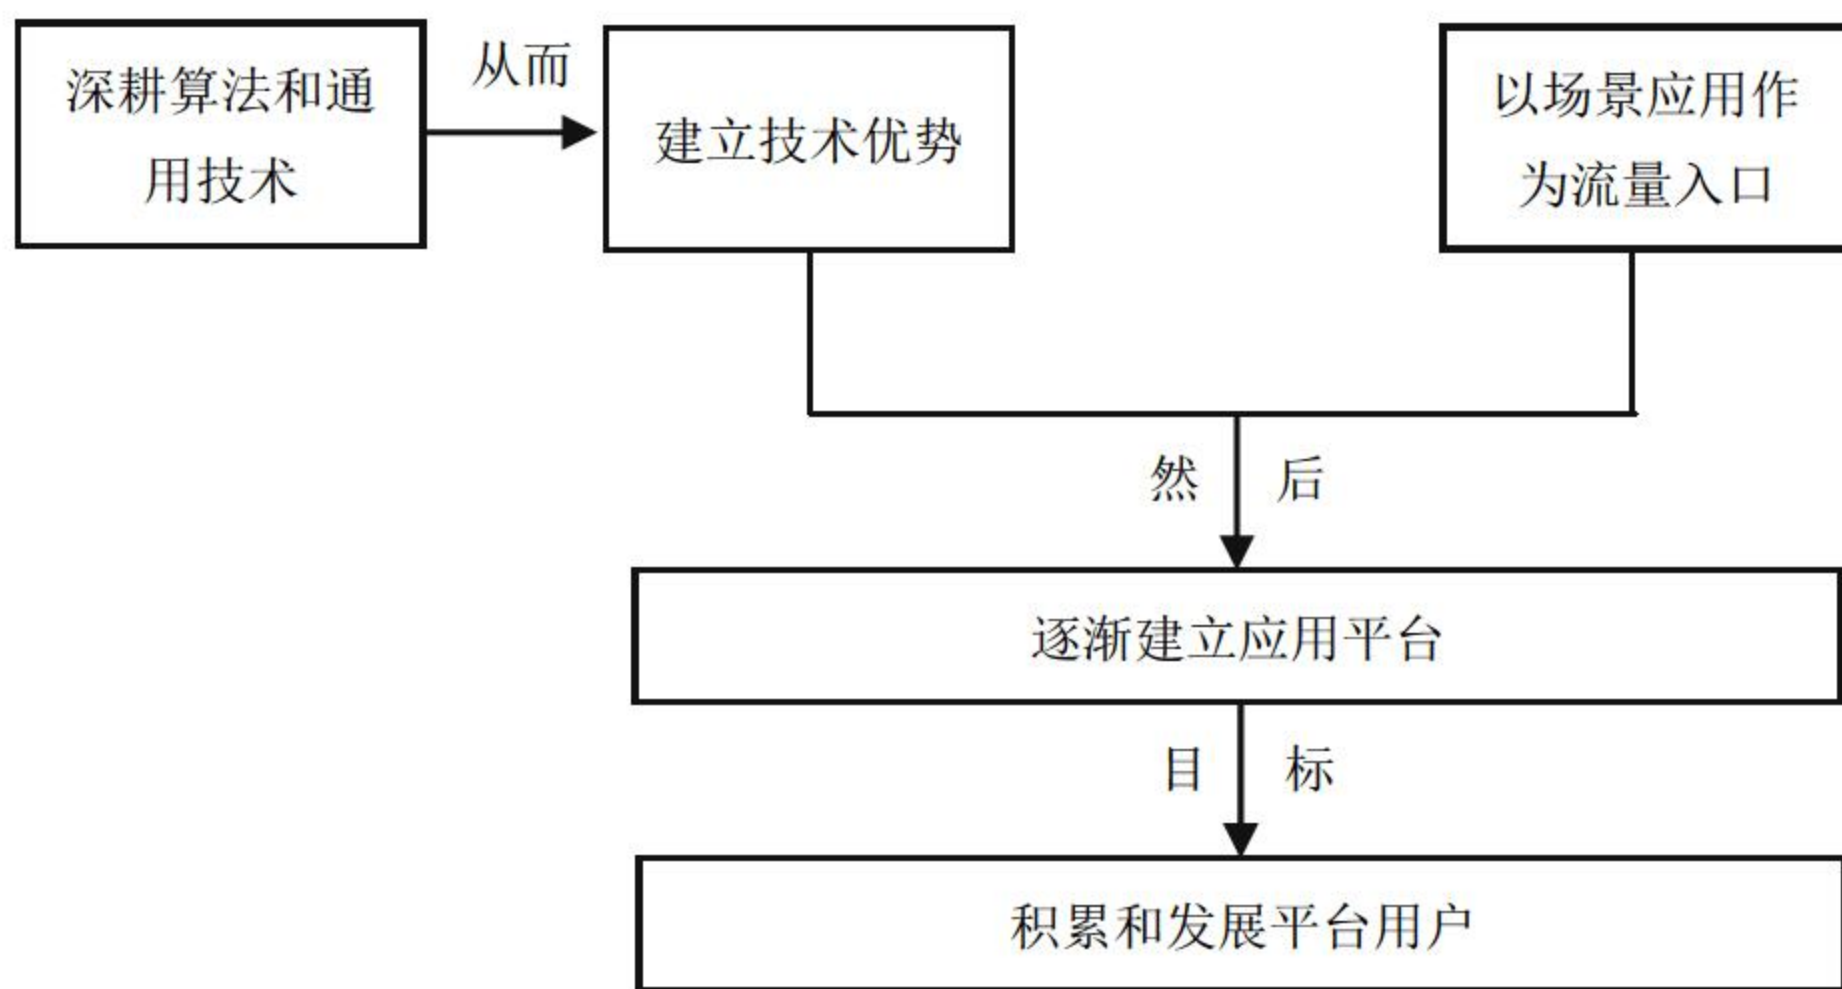 深耕算法和通
用技术
从而
建立技术优势
以场景应用作
为流量入口
然 后
逐渐建立应用平台
目 标
积累和发展平台用户